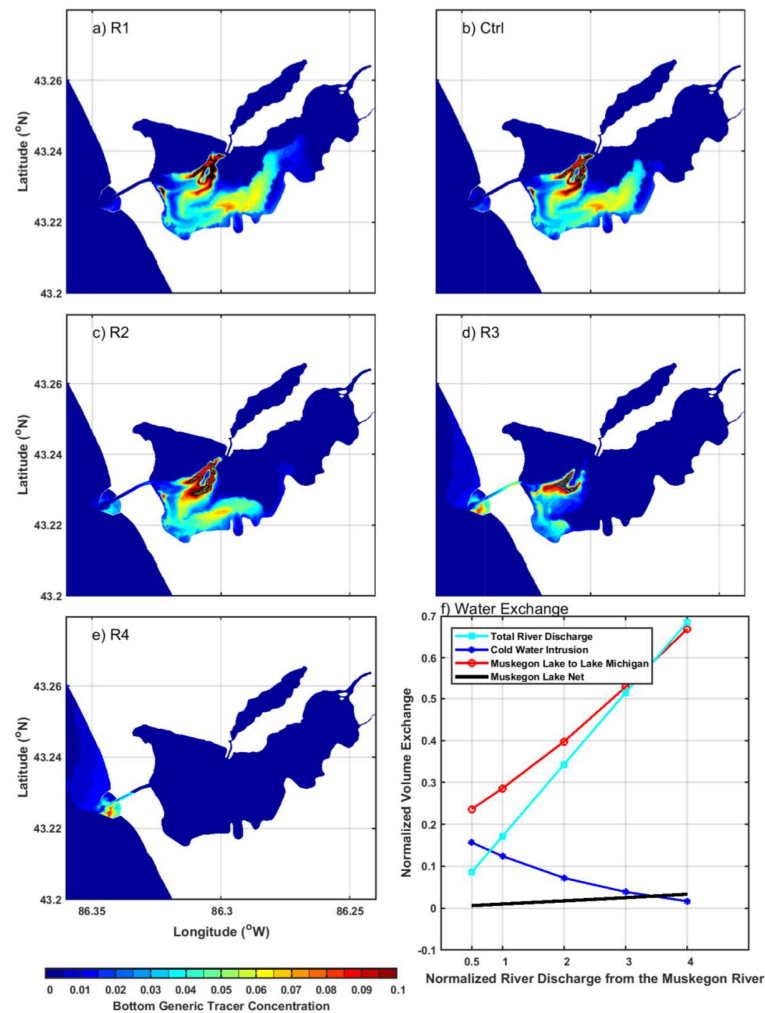 a) R1
b) Ctrl
Latitude (°N)
43.26
43.24
43.22
43.2
c) R2
d) R3
Latitude (°N)
43.26
43.24
43.22
43.2
e) R4
Latitude (°N)
43.26
43.24
43.22
43.2
86.35 86.3 86.25
Longitude (°W)
0 0.01 0.02 0.03 0.04 0.05 0.06 0.07 0.08 0.09 0.1
Bottom Generic Tracer Concentration
f) Water Exchange
Total River Discharge
Cold Water Intrusion
Muskegon Lake to Lake Michigan
Muskegon Lake Net
Normalized Volume Exchange
0.7
0.6
0.5
0.4
0.3
0.2
0.1
0
-0.1
0.5 1 2 3 4
Normalized River Discharge from the Muskegon River